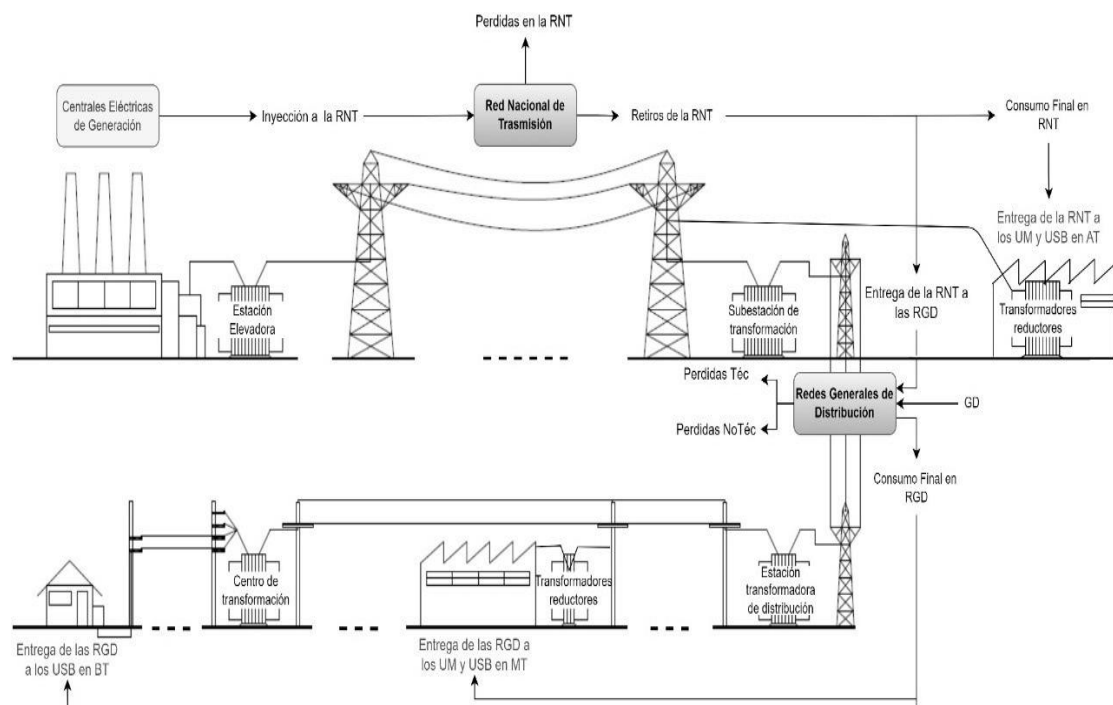 Perdidas en la RNT
Centrales Eléctricas
de Generación
Inyección a la RNT
Red Nacional de
Trasmisión
Retiros de la RNT
Consumo Final en
RNT
Entrega de la RNT a
los UM y USB en AT
Estación
Elevadora
Subestación de
transformación
Entrega de la RNT a
las RGD
Transformadores
reductores
Perdidas Téc
Redes Generales de
Distribución
GD
Perdidas NoTéc
Consumo Final en
RGD
Centro de
transformación
Transformadores
reductores
Estación
transformadora
de distribución
Entrega de las RGD
a los USB en BT
Entrega de las RGD a
los UM y USB en MT